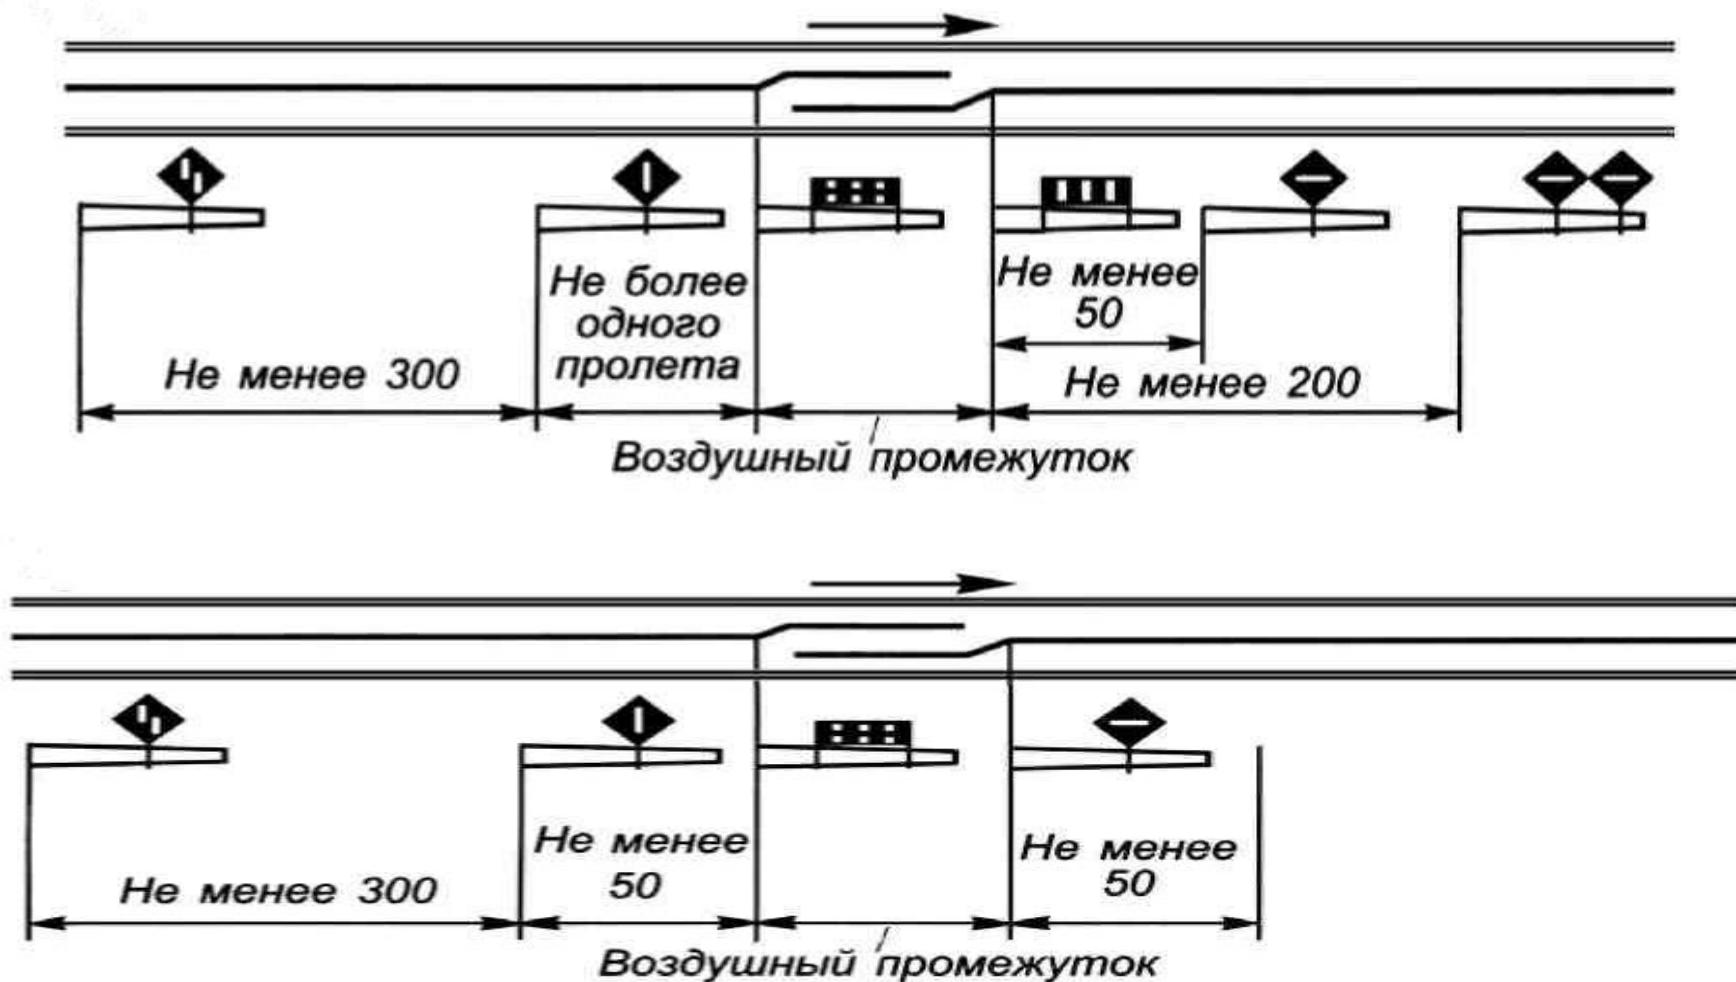 Не менее 300
Не более
одного
пролета
Не менее
50
Не менее 200
Воздушный промежуток
Не менее 300
Не менее
50
Не менее
50
Воздушный промежуток